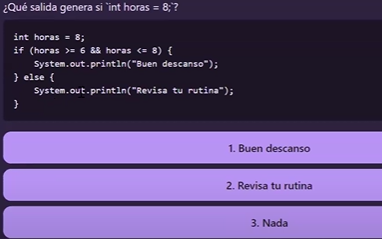 ¿Qué salida genera si `int horas = 8;`?
int horas = 8;
if (horas >= 6 && horas <= 8) {
    System.out.println("Buen descanso");
} else {
    System.out.println("Revisa tu rutina");
}
1. Buen descanso
2. Revisa tu rutina
3. Nada